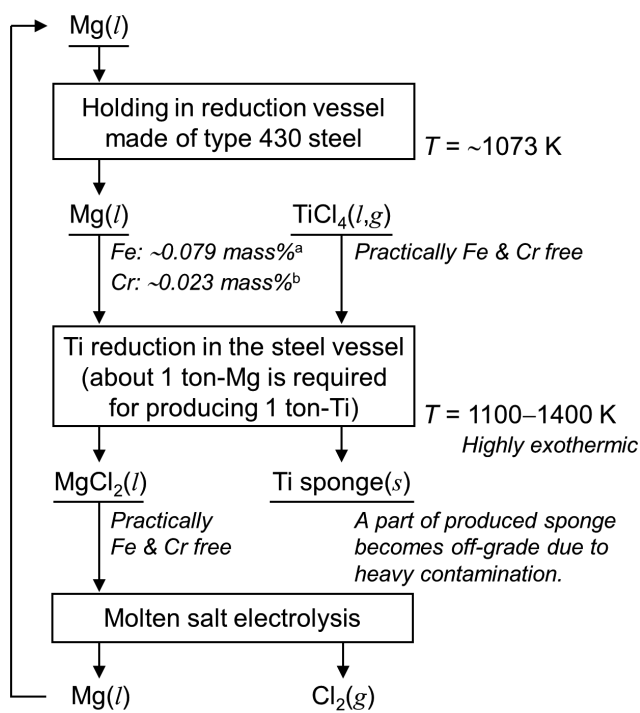 Mg(l)
Holding in reduction vessel
made of type 430 steel
T = ~1073 K
Mg(l)
TiCl₄(l,g)
Fe: ~0.079 mass%ᵃ
Cr: ~0.023 mass%ᵇ
Practically Fe & Cr free
Ti reduction in the steel vessel
(about 1 ton-Mg is required
for producing 1 ton-Ti)
T = 1100–1400 K
Highly exothermic
MgCl₂(l)
Ti sponge(s)
Practically
Fe & Cr free
A part of produced sponge
becomes off-grade due to
heavy contamination.
Molten salt electrolysis
Mg(l)
Cl₂(g)